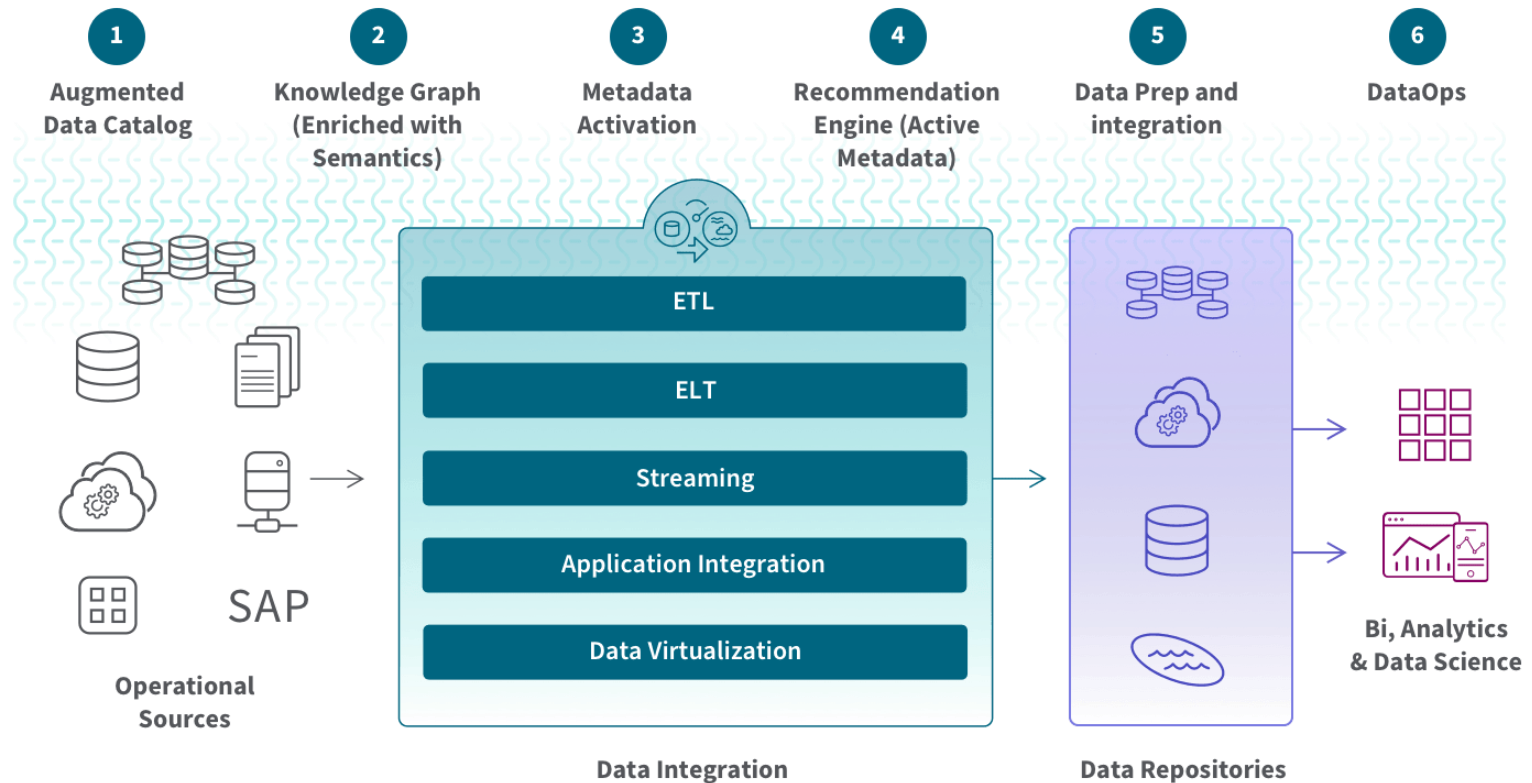 1
2
3
4
5
6
Augmented
Data Catalog
Knowledge Graph
(Enriched with
Semantics)
Metadata
Activation
Recommendation
Engine (Active
Metadata)
Data Prep and
integration
DataOps
ETL
ELT
Streaming
Application Integration
Data Virtualization
SAP
Operational
Sources
Data Integration
Data Repositories
Bi, Analytics
& Data Science